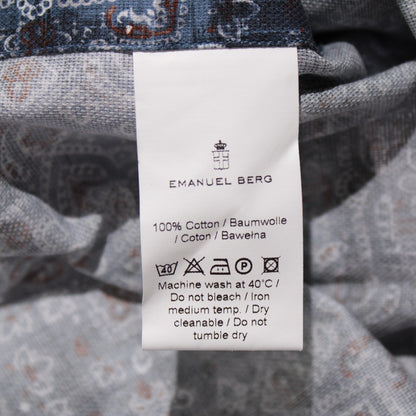 EMANUEL BERG
100% Cotton / Baumwolle
/ Coton / Bawełna
40 P
Machine wash at 40°C /
Do not bleach / Iron
medium temp. / Dry
cleanable / Do not
tumble dry